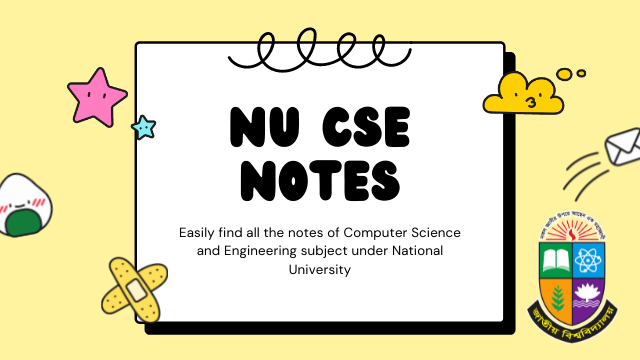 NU CSE
NOTES
Easily find all the notes of Computer Science
and Engineering subject under National
University
জাতীয় বিশ্ববিদ্যালয়